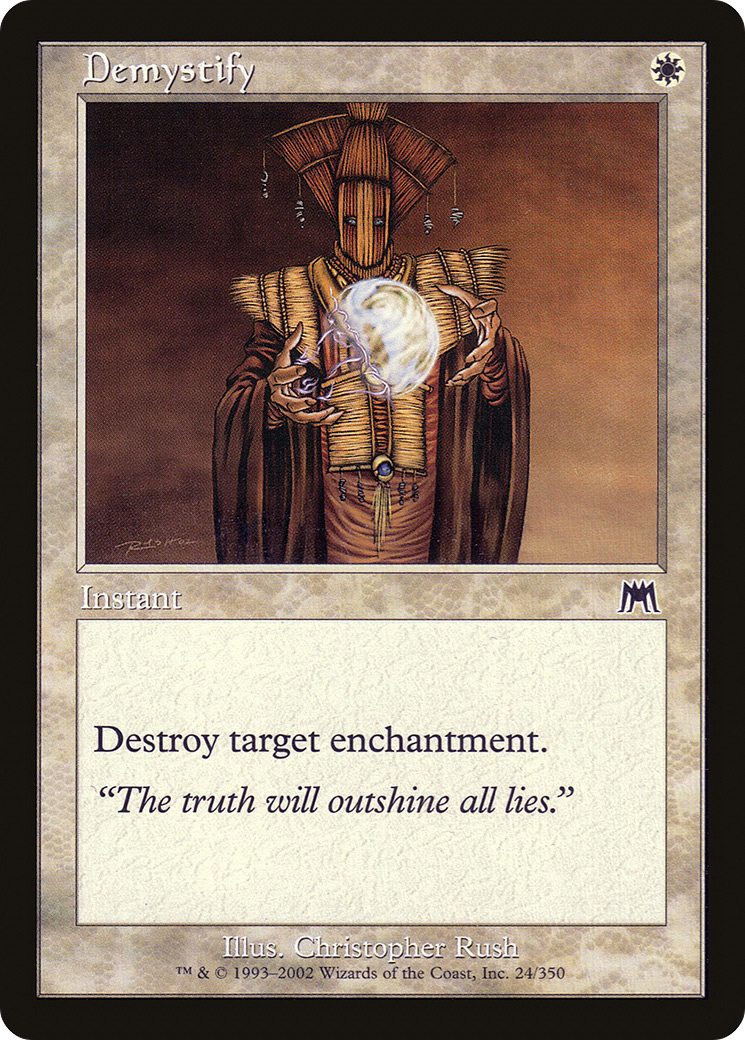 Demystify
RUSH02
Instant
Destroy target enchantment.
“The truth will outshine all lies.”
Illus. Christopher Rush
™ & © 1993–2002 Wizards of the Coast, Inc. 24/350